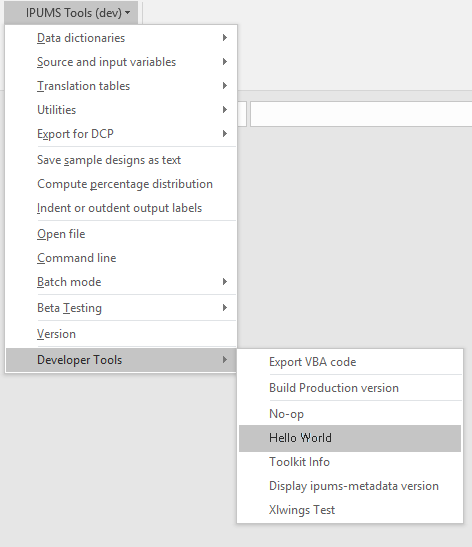 IPUMS Tools (dev)
Data dictionaries
Source and input variables
Translation tables
Utilities
Export for DCP
Save sample designs as text
Compute percentage distribution
Indent or outdent output labels
Open file
Command line
Batch mode
Beta Testing
Version
Developer Tools
Export VBA code
Build Production version
No-op
Hello World
Toolkit Info
Display ipums-metadata version
Xlwings Test